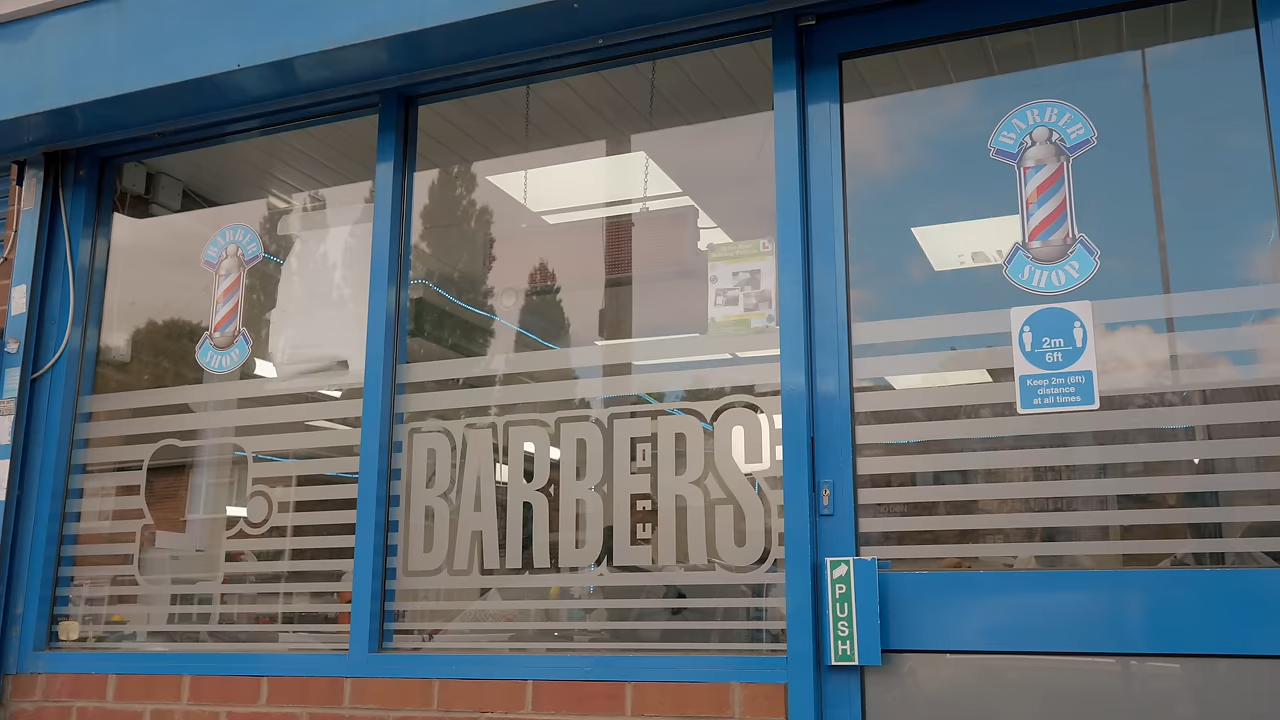 BARBER
SHOP
BARBERS
BARBER
SHOP
2m
6ft
Keep 2m (6ft)
distance
at all times
PUSH